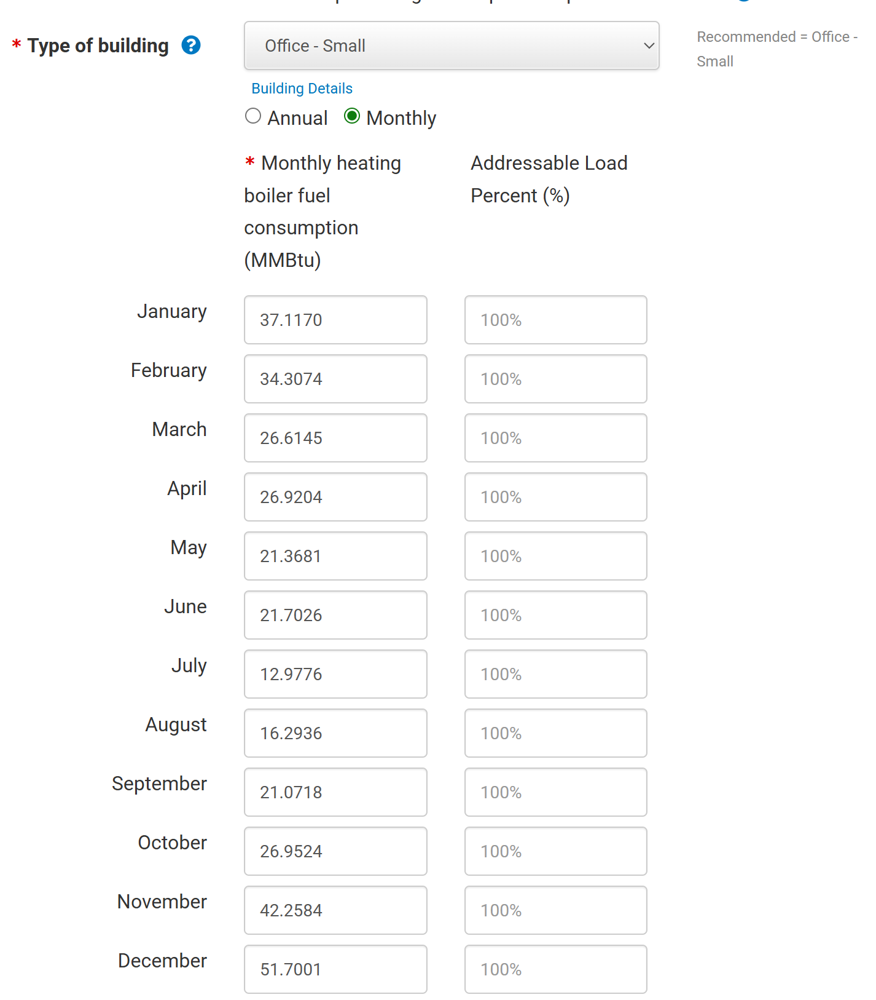 * Type of building ?
Office - Small
Recommended = Office -
Small
Building Details
Annual Monthly
* Monthly heating
boiler fuel
consumption
(MMBtu)
Addressable Load
Percent (%)
January 37.1170 100%
February 34.3074 100%
March 26.6145 100%
April 26.9204 100%
May 21.3681 100%
June 21.7026 100%
July 12.9776 100%
August 16.2936 100%
September 21.0718 100%
October 26.9524 100%
November 42.2584 100%
December 51.7001 100%